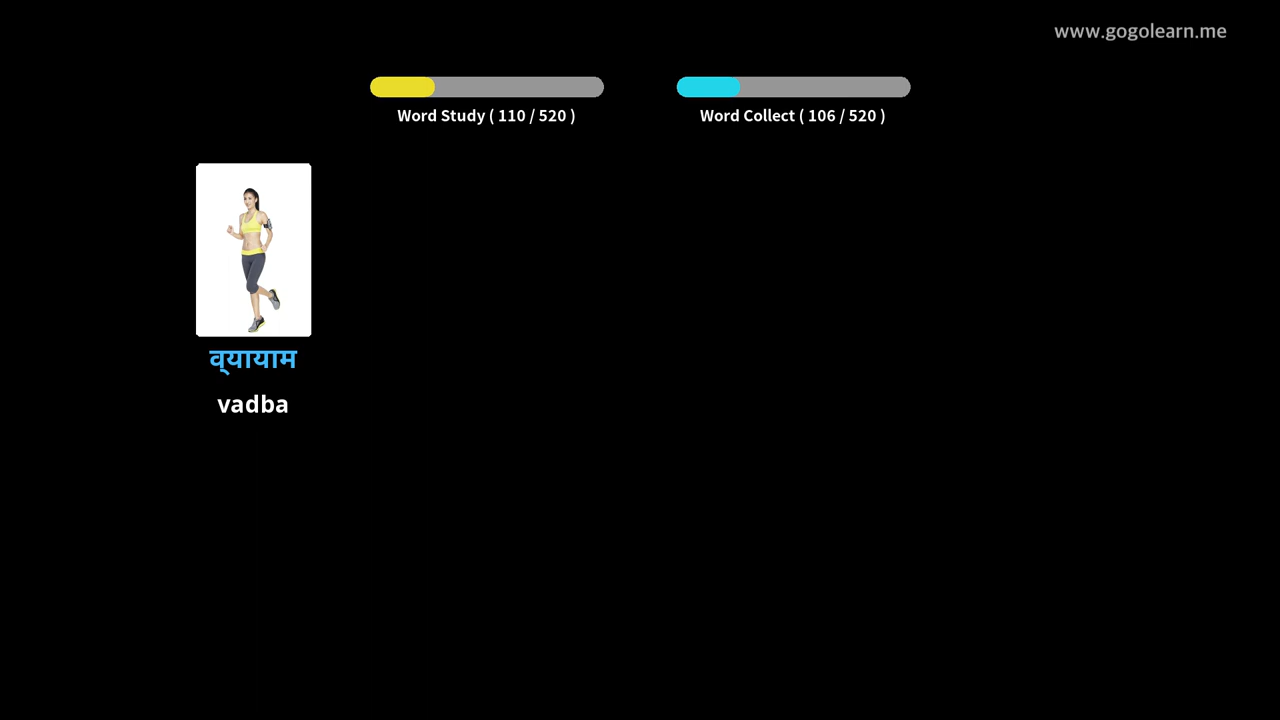 www.gogolearn.me
Word Study ( 110 / 520 )
Word Collect ( 106 / 520 )
व्यायाम
vadba